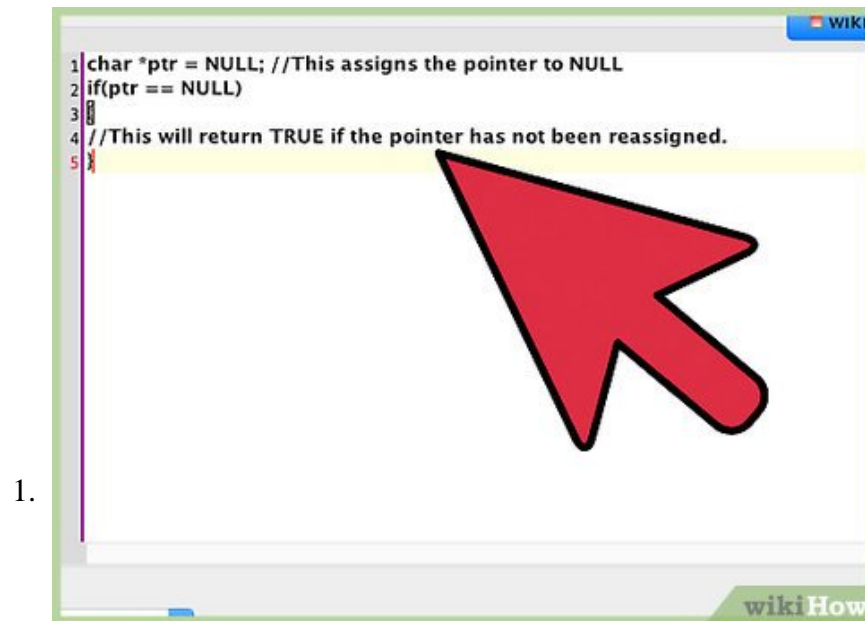 WIKI
1 char *ptr = NULL; //This assigns the pointer to NULL
2 if(ptr == NULL)
3 {
4 //This will return TRUE if the pointer has not been reassigned.
5 }
1.
wikiHow